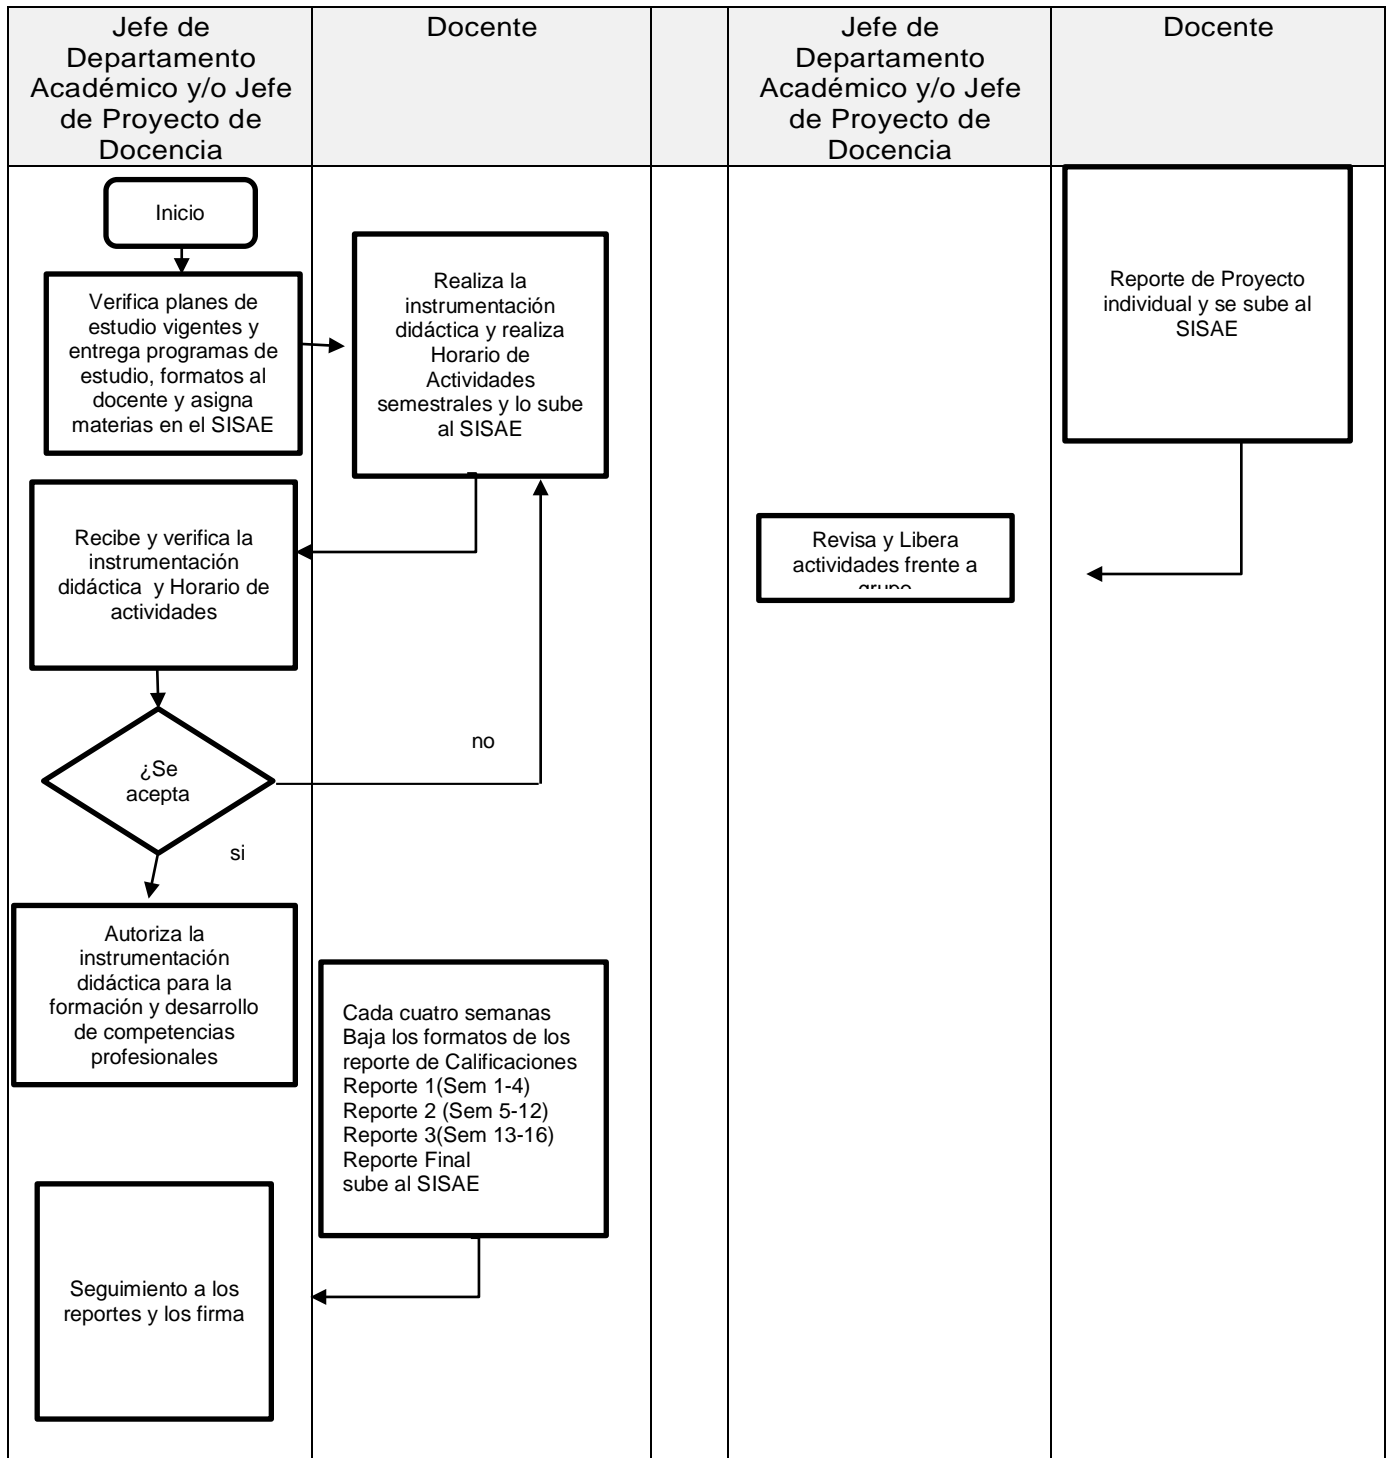 Jefe de
Departamento
Académico y/o Jefe
de Proyecto de
Docencia
Docente
Jefe de
Departamento
Académico y/o Jefe
de Proyecto de
Docencia
Docente
Inicio
Verifica planes de
estudio vigentes y
entrega programas de
estudio, formatos al
docente y asigna
materias en el SISAE
Realiza la
instrumentación
didáctica y realiza
Horario de
Actividades
semestrales y lo sube
al SISAE
Recibe y verifica la
instrumentación
didáctica y Horario de
actividades
¿Se
acepta
no
si
Autoriza la
instrumentación
didáctica para la
formación y desarrollo
de competencias
profesionales
Cada cuatro semanas
Baja los formatos de los
reporte de Calificaciones
Reporte 1(Sem 1-4)
Reporte 2 (Sem 5-12)
Reporte 3(Sem 13-16)
Reporte Final
sube al SISAE
Seguimiento a los
reportes y los firma
Reporte de Proyecto
individual y se sube al
SISAE
Revisa y Libera
actividades frente a
grupo